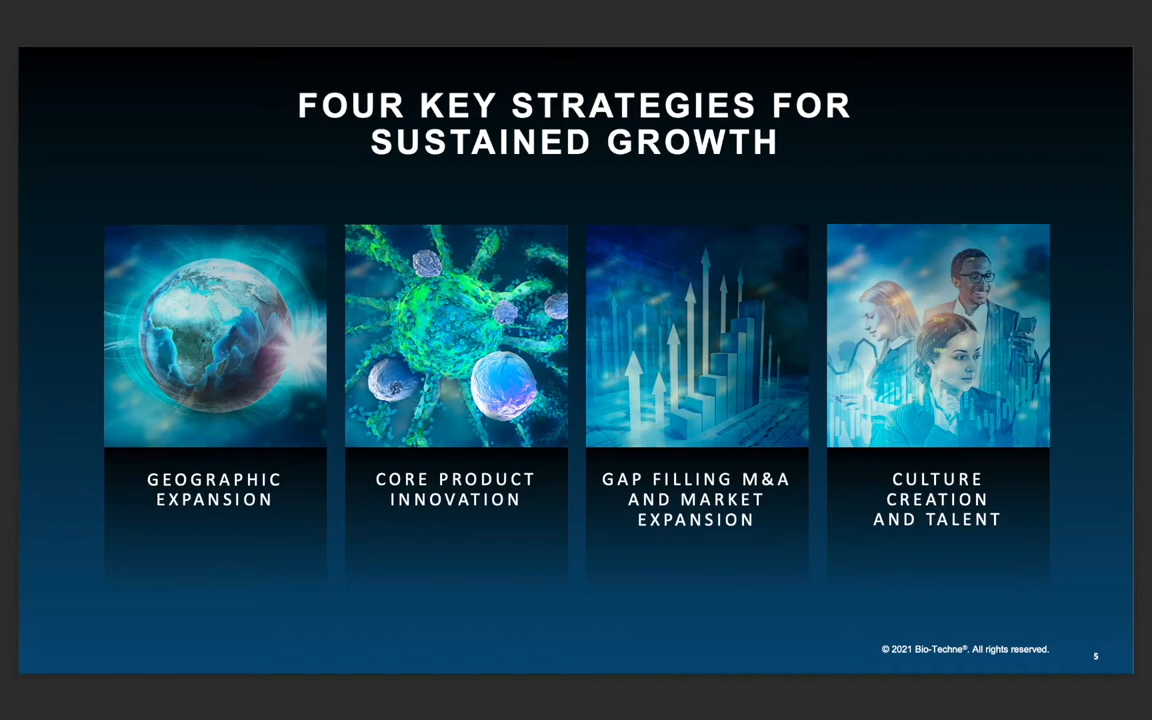 FOUR KEY STRATEGIES FOR
SUSTAINED GROWTH
GEOGRAPHIC
EXPANSION
CORE PRODUCT
INNOVATION
GAP FILLING M&A
AND MARKET
EXPANSION
CULTURE
CREATION
AND TALENT
© 2021 Bio-Techne®. All rights reserved.
5